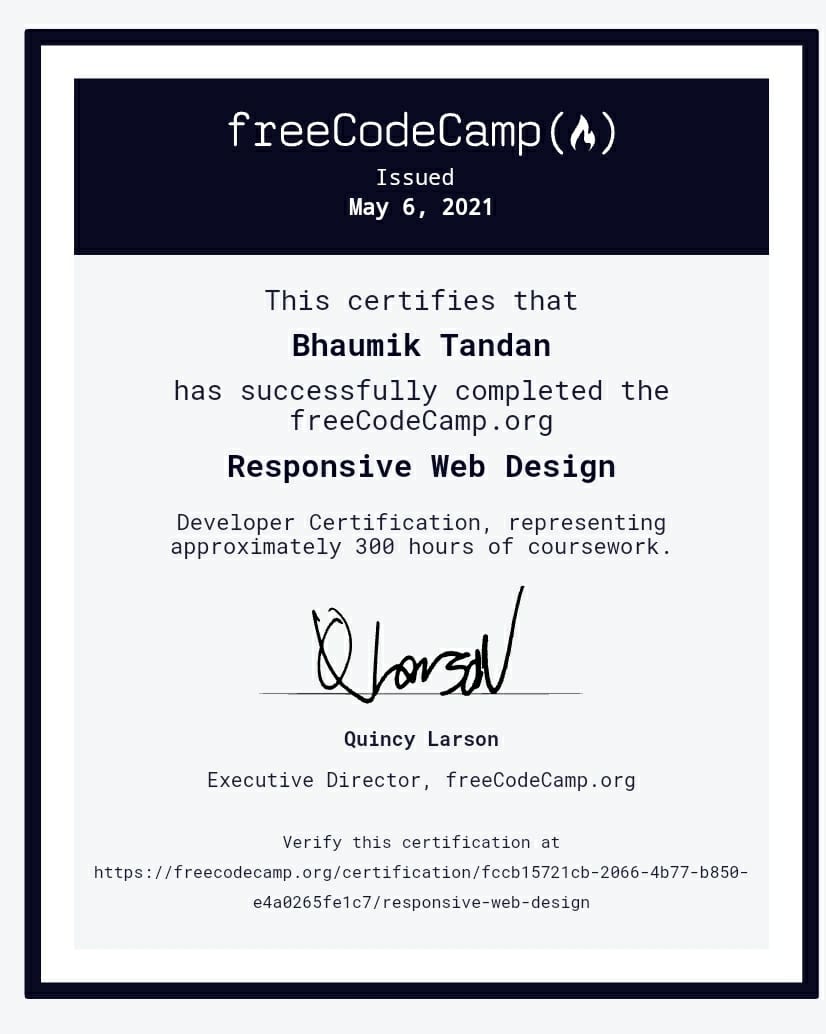 freeCodeCamp(🔥)
Issued
May 6, 2021
This certifies that
Bhaumik Tandan
has successfully completed the
freeCodeCamp.org
Responsive Web Design
Developer Certification, representing
approximately 300 hours of coursework.
Q Larson
Quincy Larson
Executive Director, freeCodeCamp.org
Verify this certification at
https://freecodecamp.org/certification/fccb15721cb-2066-4b77-b850-
e4a0265fe1c7/responsive-web-design